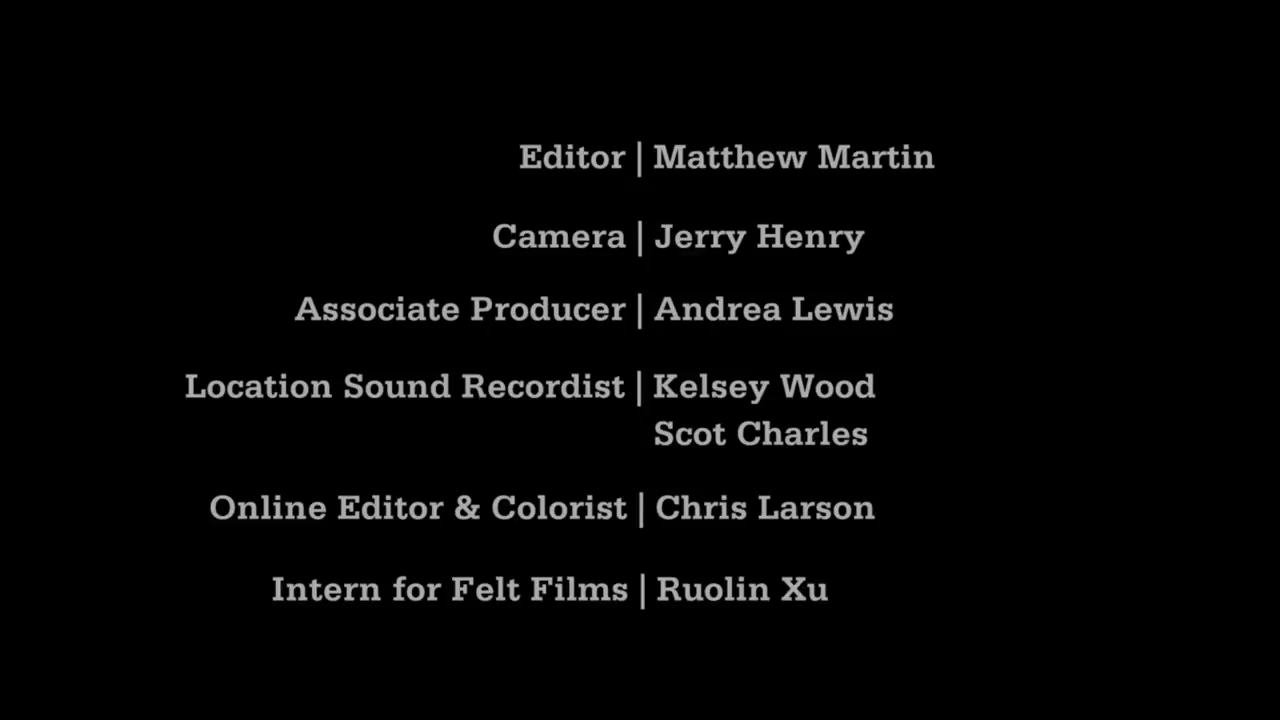 Editor | Matthew Martin
Camera | Jerry Henry
Associate Producer | Andrea Lewis
Location Sound Recordist | Kelsey Wood
Scot Charles
Online Editor & Colorist | Chris Larson
Intern for Felt Films | Ruolin Xu